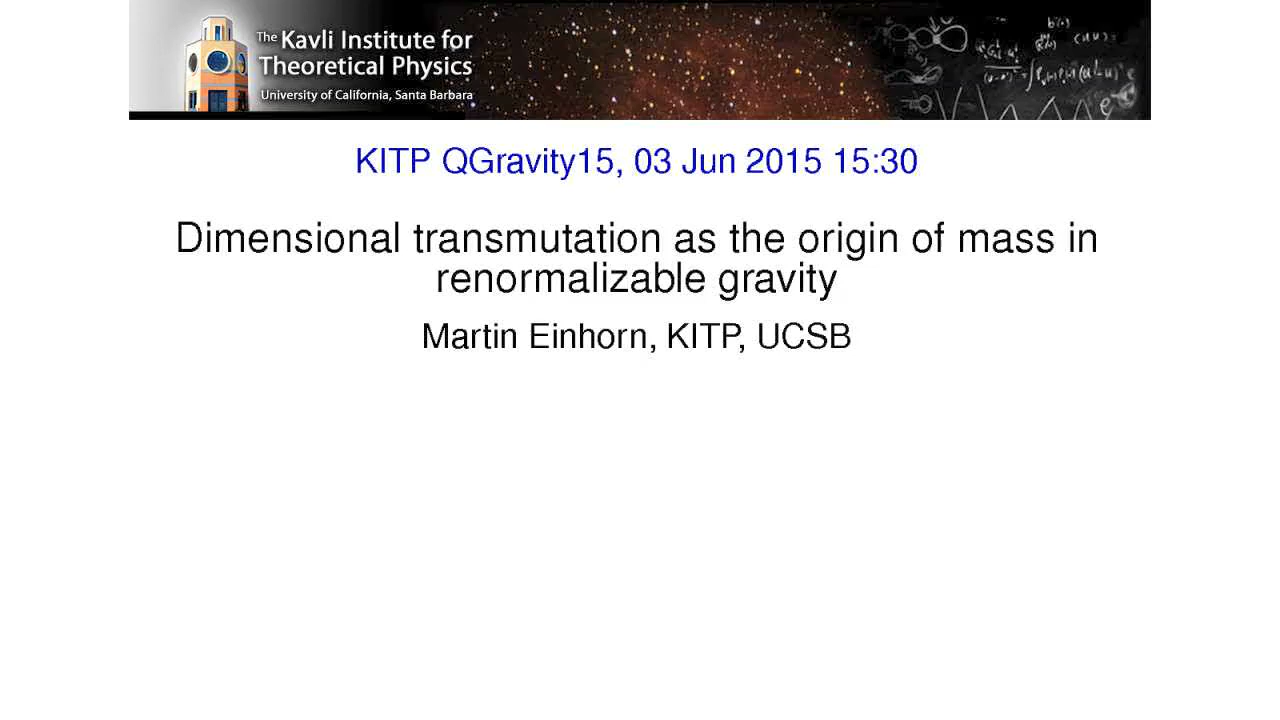 The Kavli Institute for
Theoretical Physics
University of California, Santa Barbara
KITP QGravity15, 03 Jun 2015 15:30
Dimensional transmutation as the origin of mass in
renormalizable gravity
Martin Einhorn, KITP, UCSB